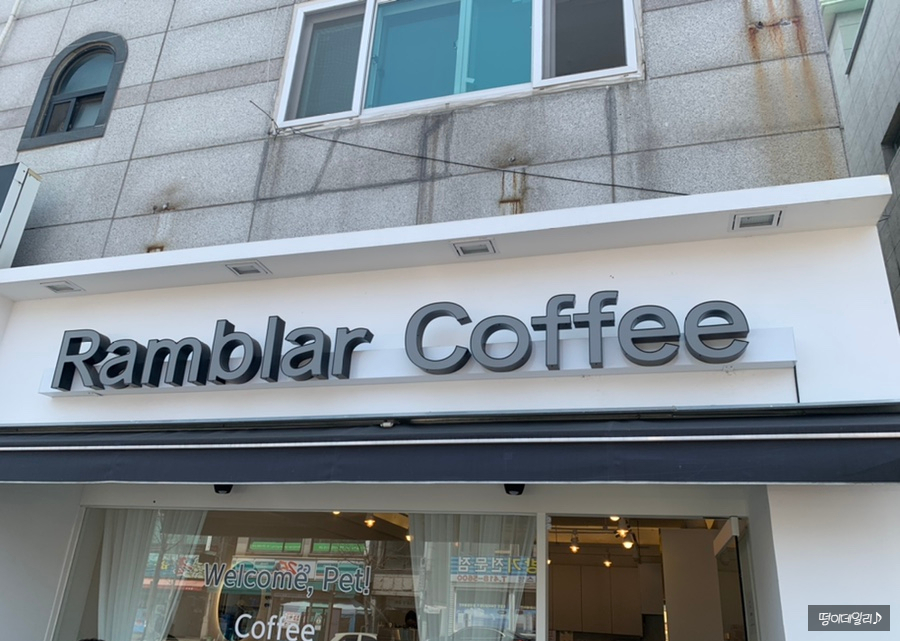 Ramblar Coffee
Welcome, Pet!
Coffee
떵이데일리♪